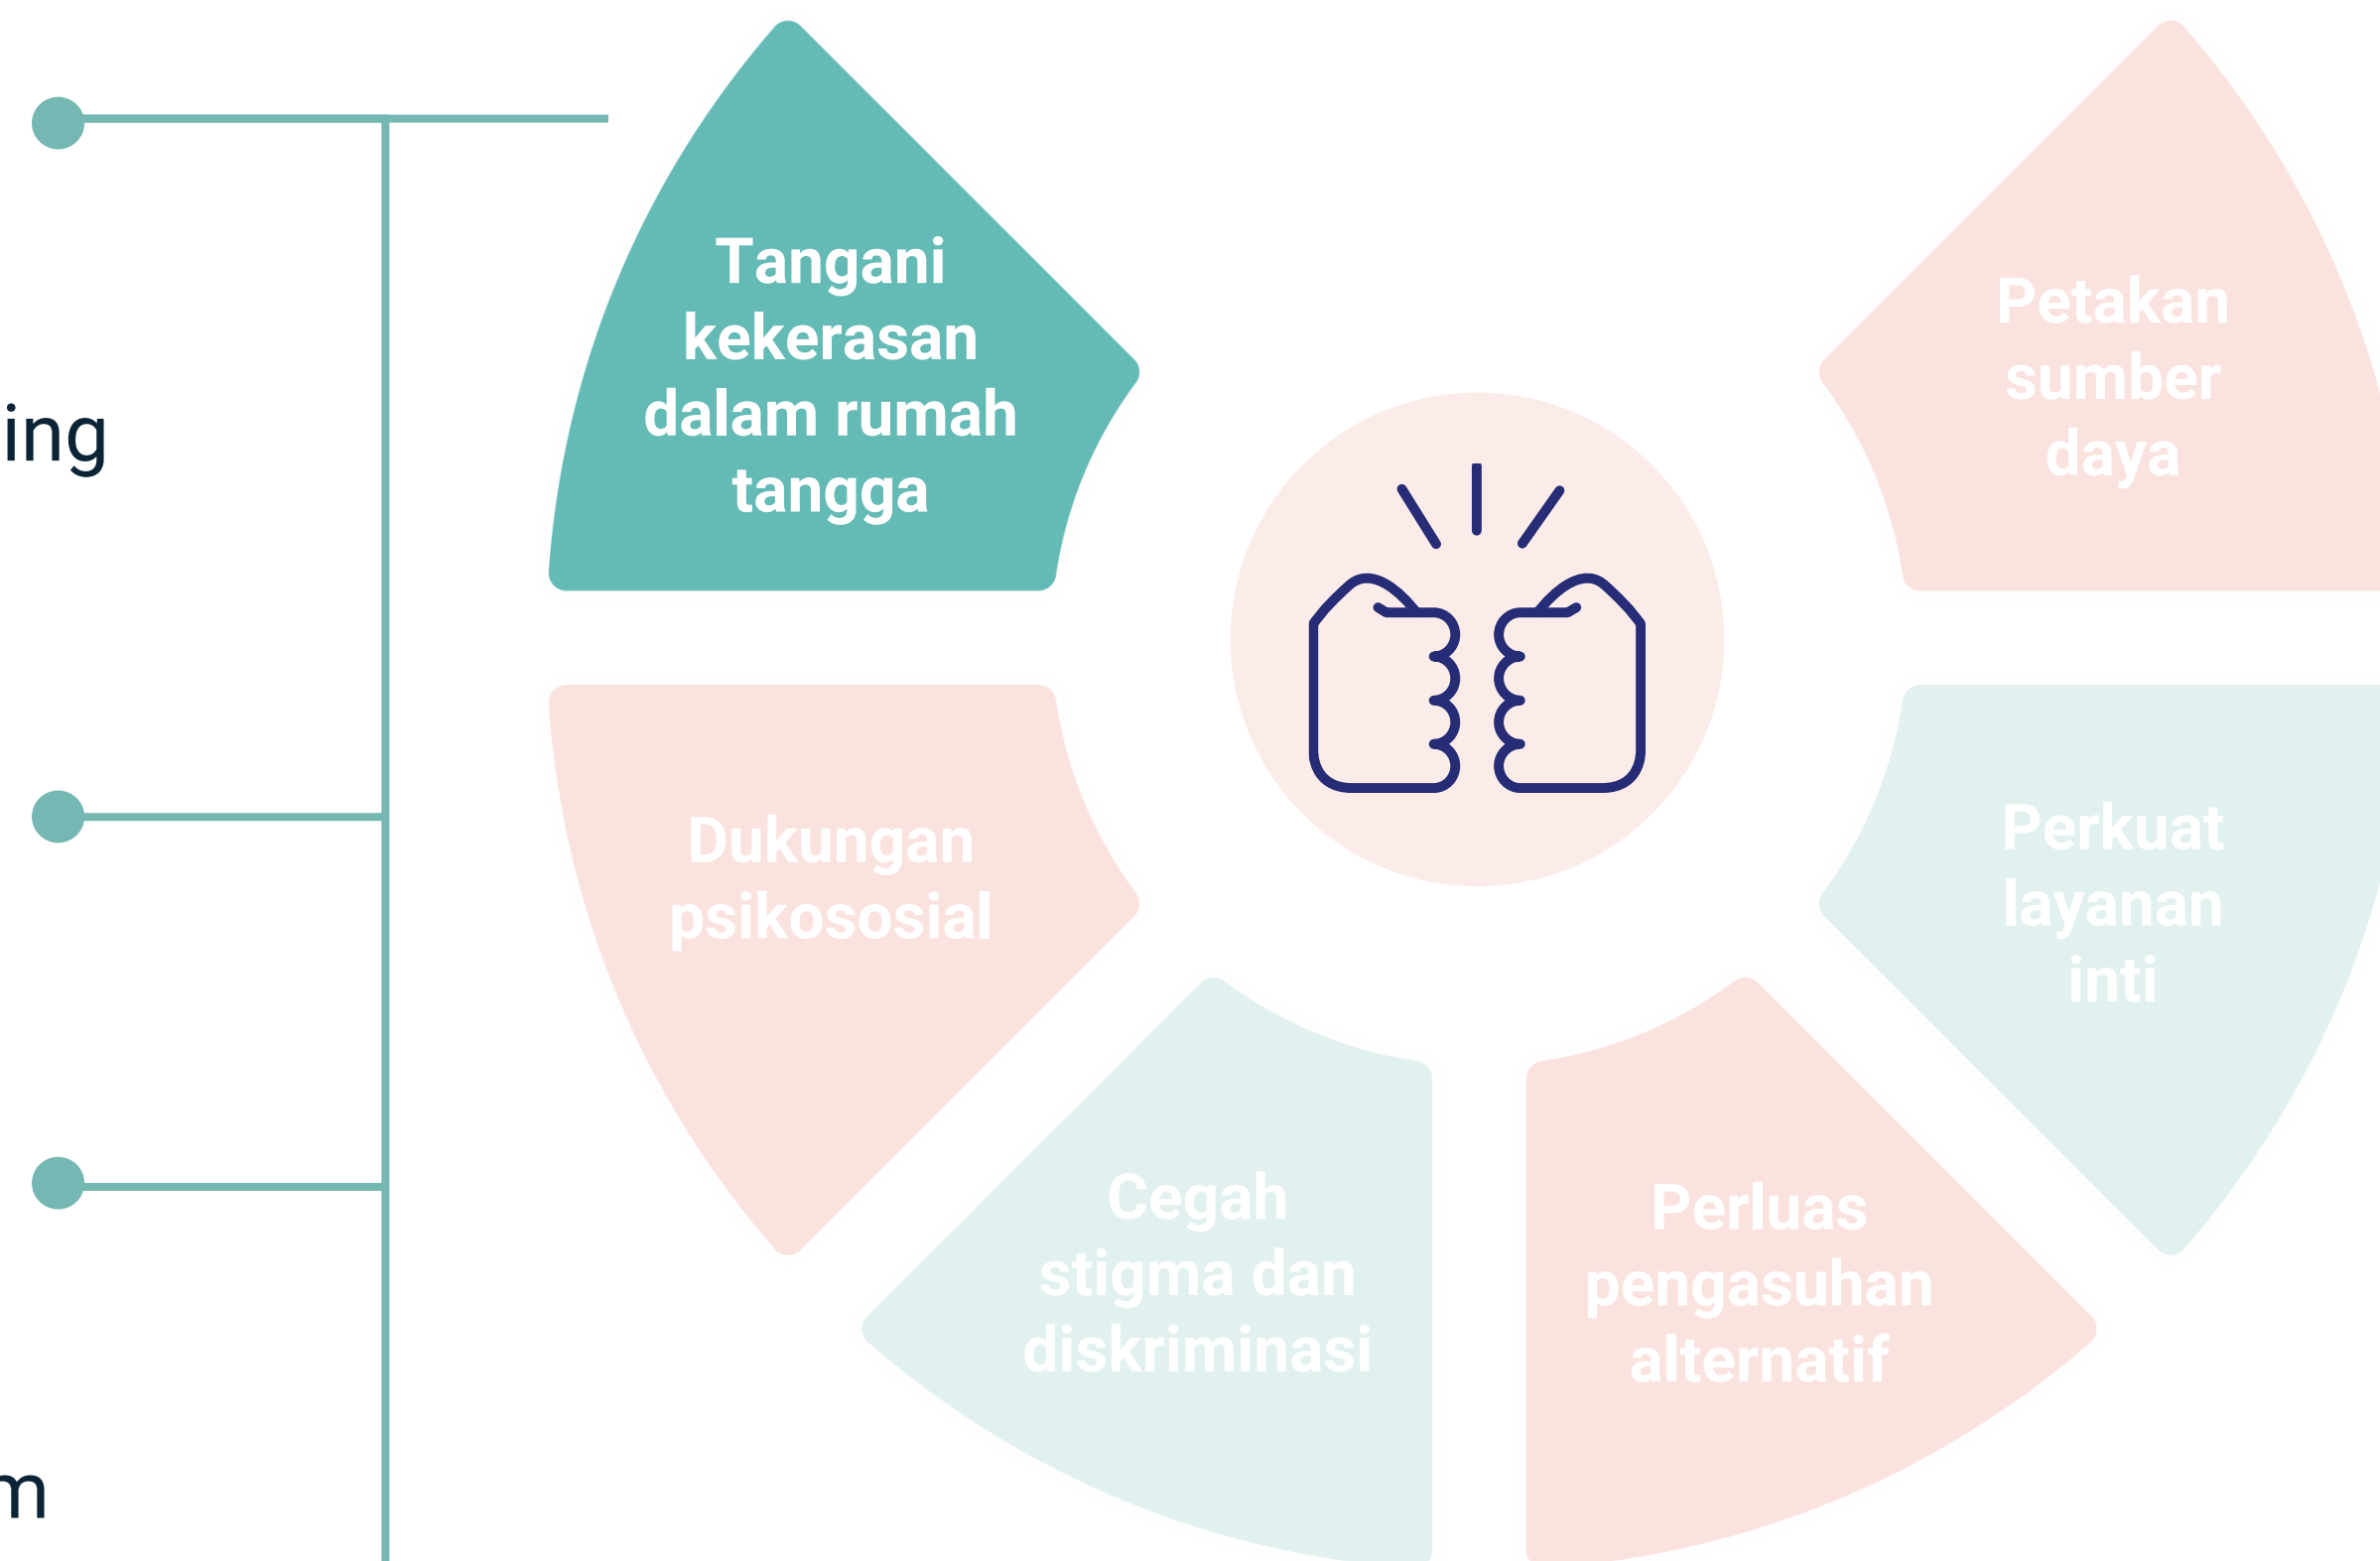 ing
m
Tangani
kekerasan
dalam rumah
tangga
Petakan
sumber
daya
Dukungan
psikososial
Perkuat
layanan
inti
Cegah
stigma dan
diskriminasi
Perluas
pengasuhan
alternatif